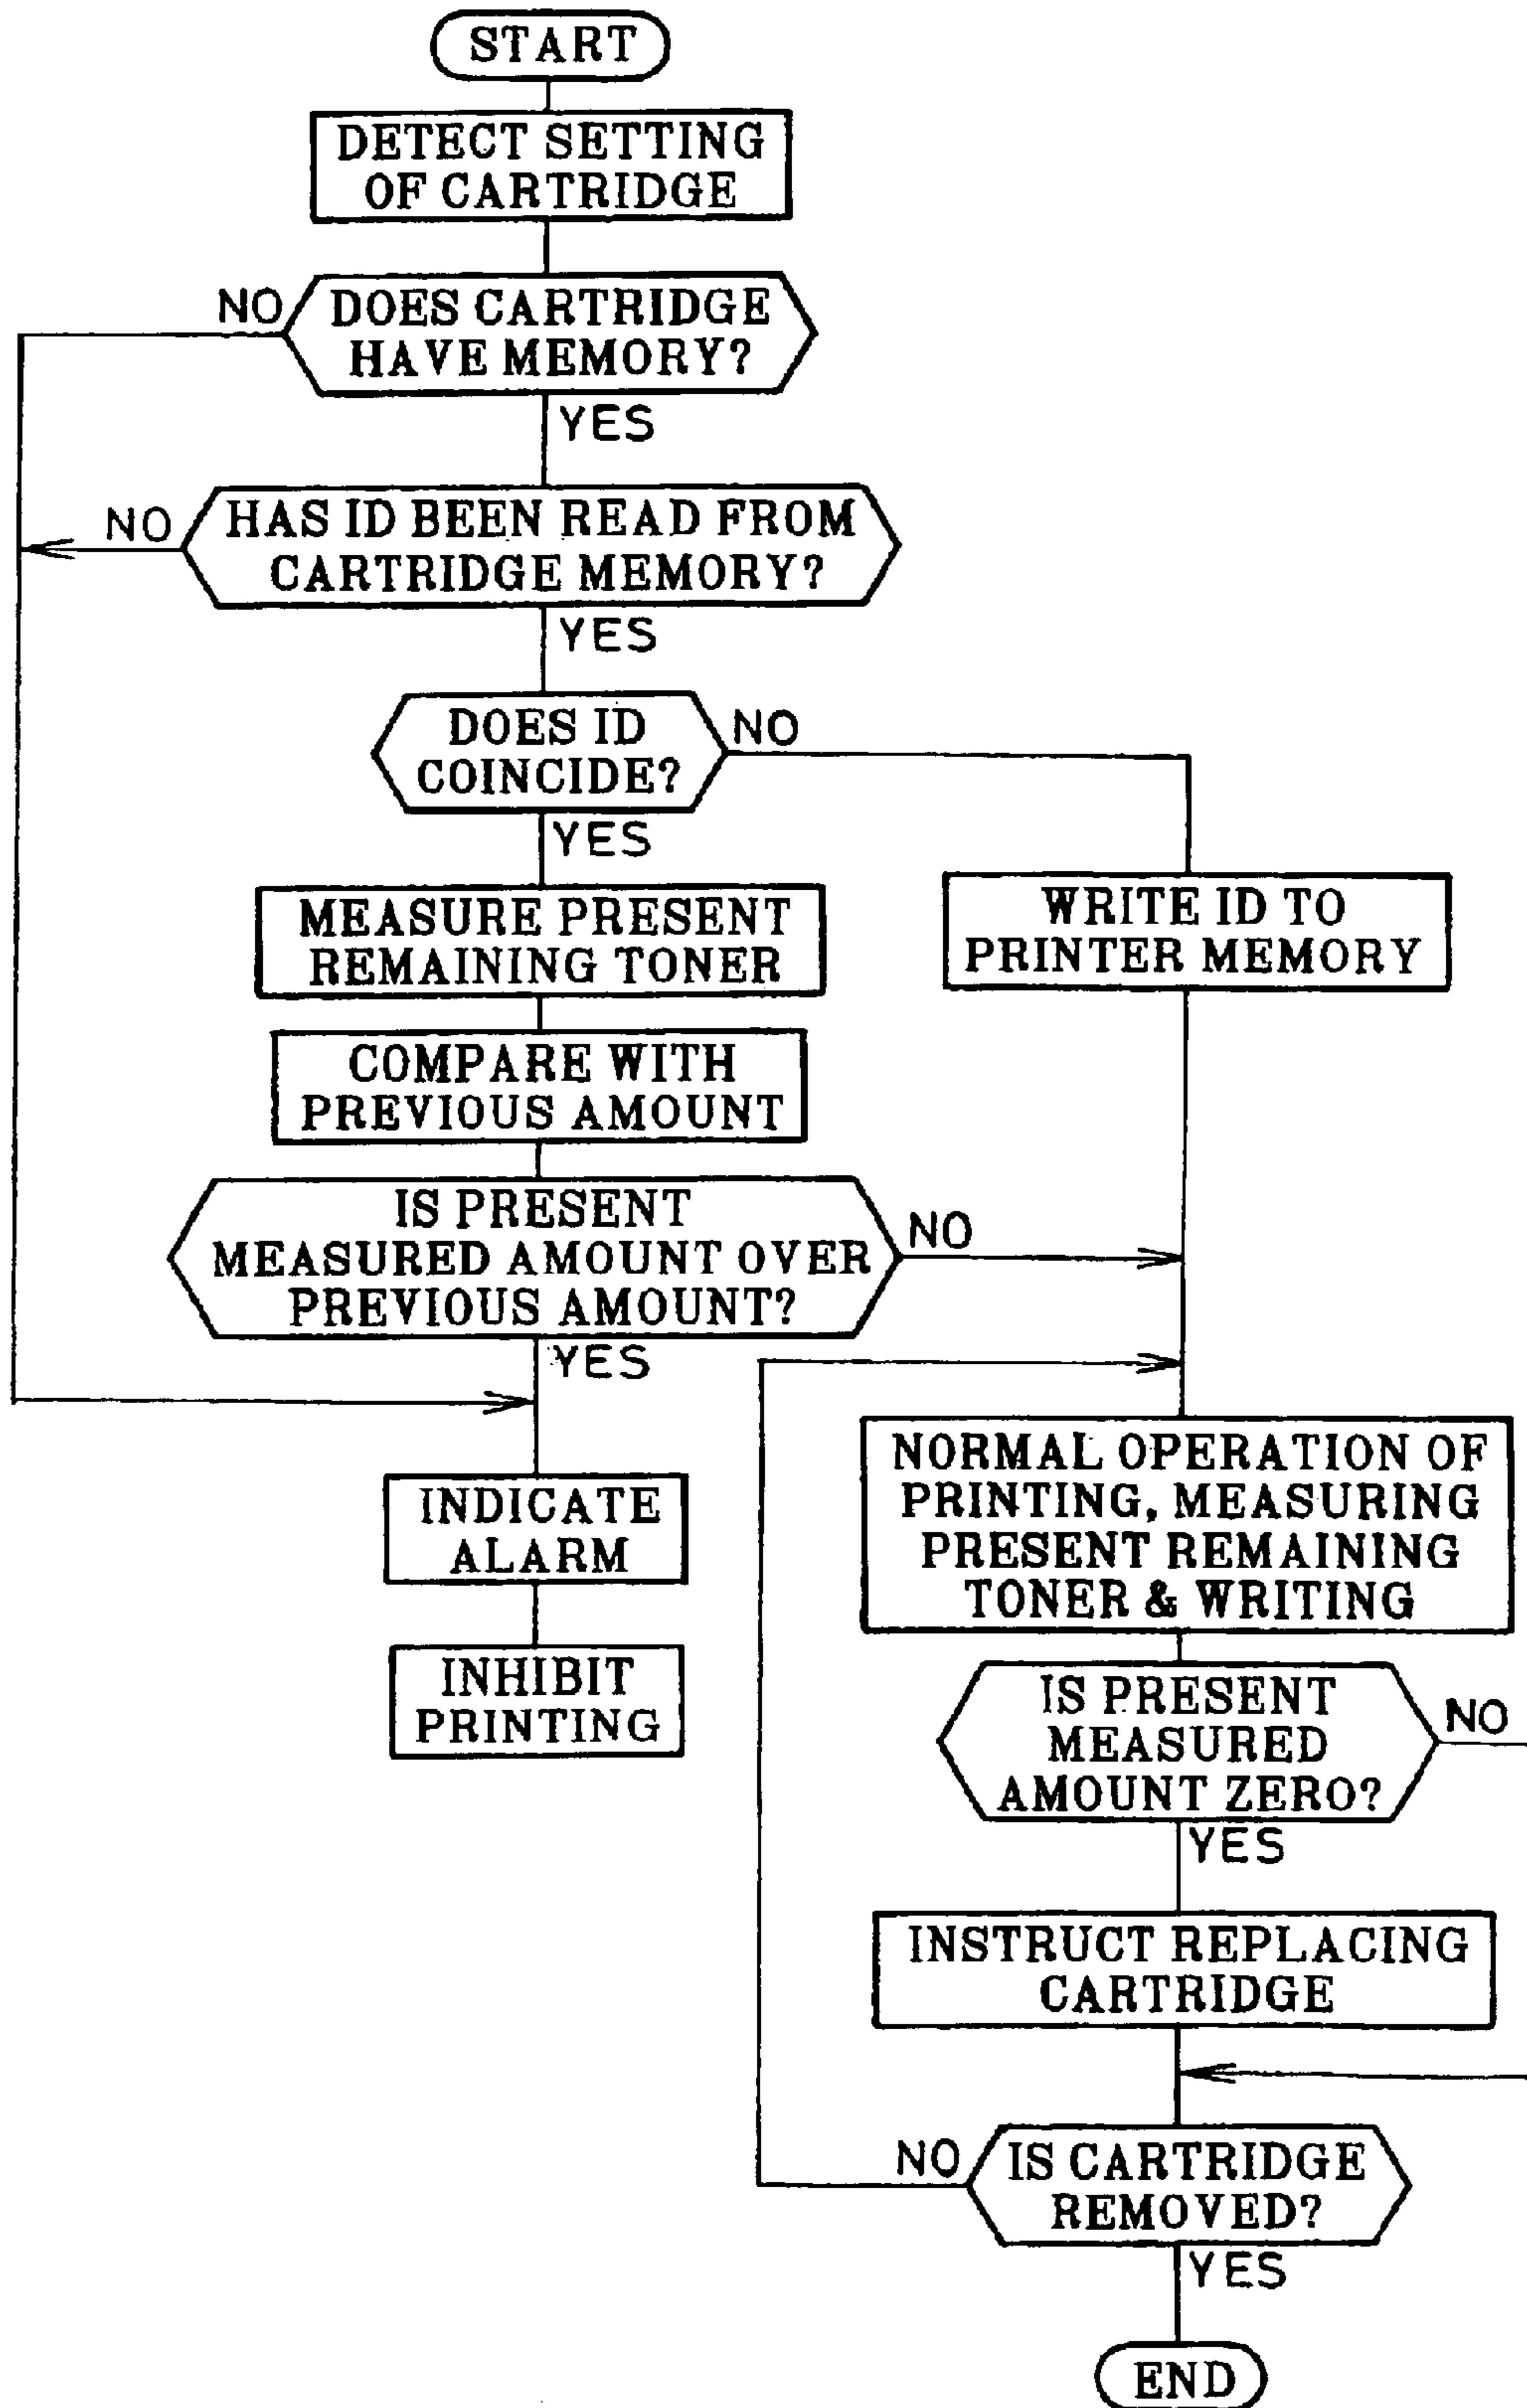 START
DETECT SETTING
OF CARTRIDGE
NO
DOES CARTRIDGE
HAVE MEMORY?
YES
NO
HAS ID BEEN READ FROM
CARTRIDGE MEMORY?
YES
DOES ID
COINCIDE?
NO
YES
MEASURE PRESENT
REMAINING TONER
WRITE ID TO
PRINTER MEMORY
COMPARE WITH
PREVIOUS AMOUNT
IS PRESENT
MEASURED AMOUNT OVER
PREVIOUS AMOUNT?
NO
YES
INDICATE
ALARM
INHIBIT
PRINTING
NORMAL OPERATION OF
PRINTING, MEASURING
PRESENT REMAINING
TONER & WRITING
IS PRESENT
MEASURED
AMOUNT ZERO?
NO
YES
INSTRUCT REPLACING
CARTRIDGE
NO
IS CARTRIDGE
REMOVED?
YES
END